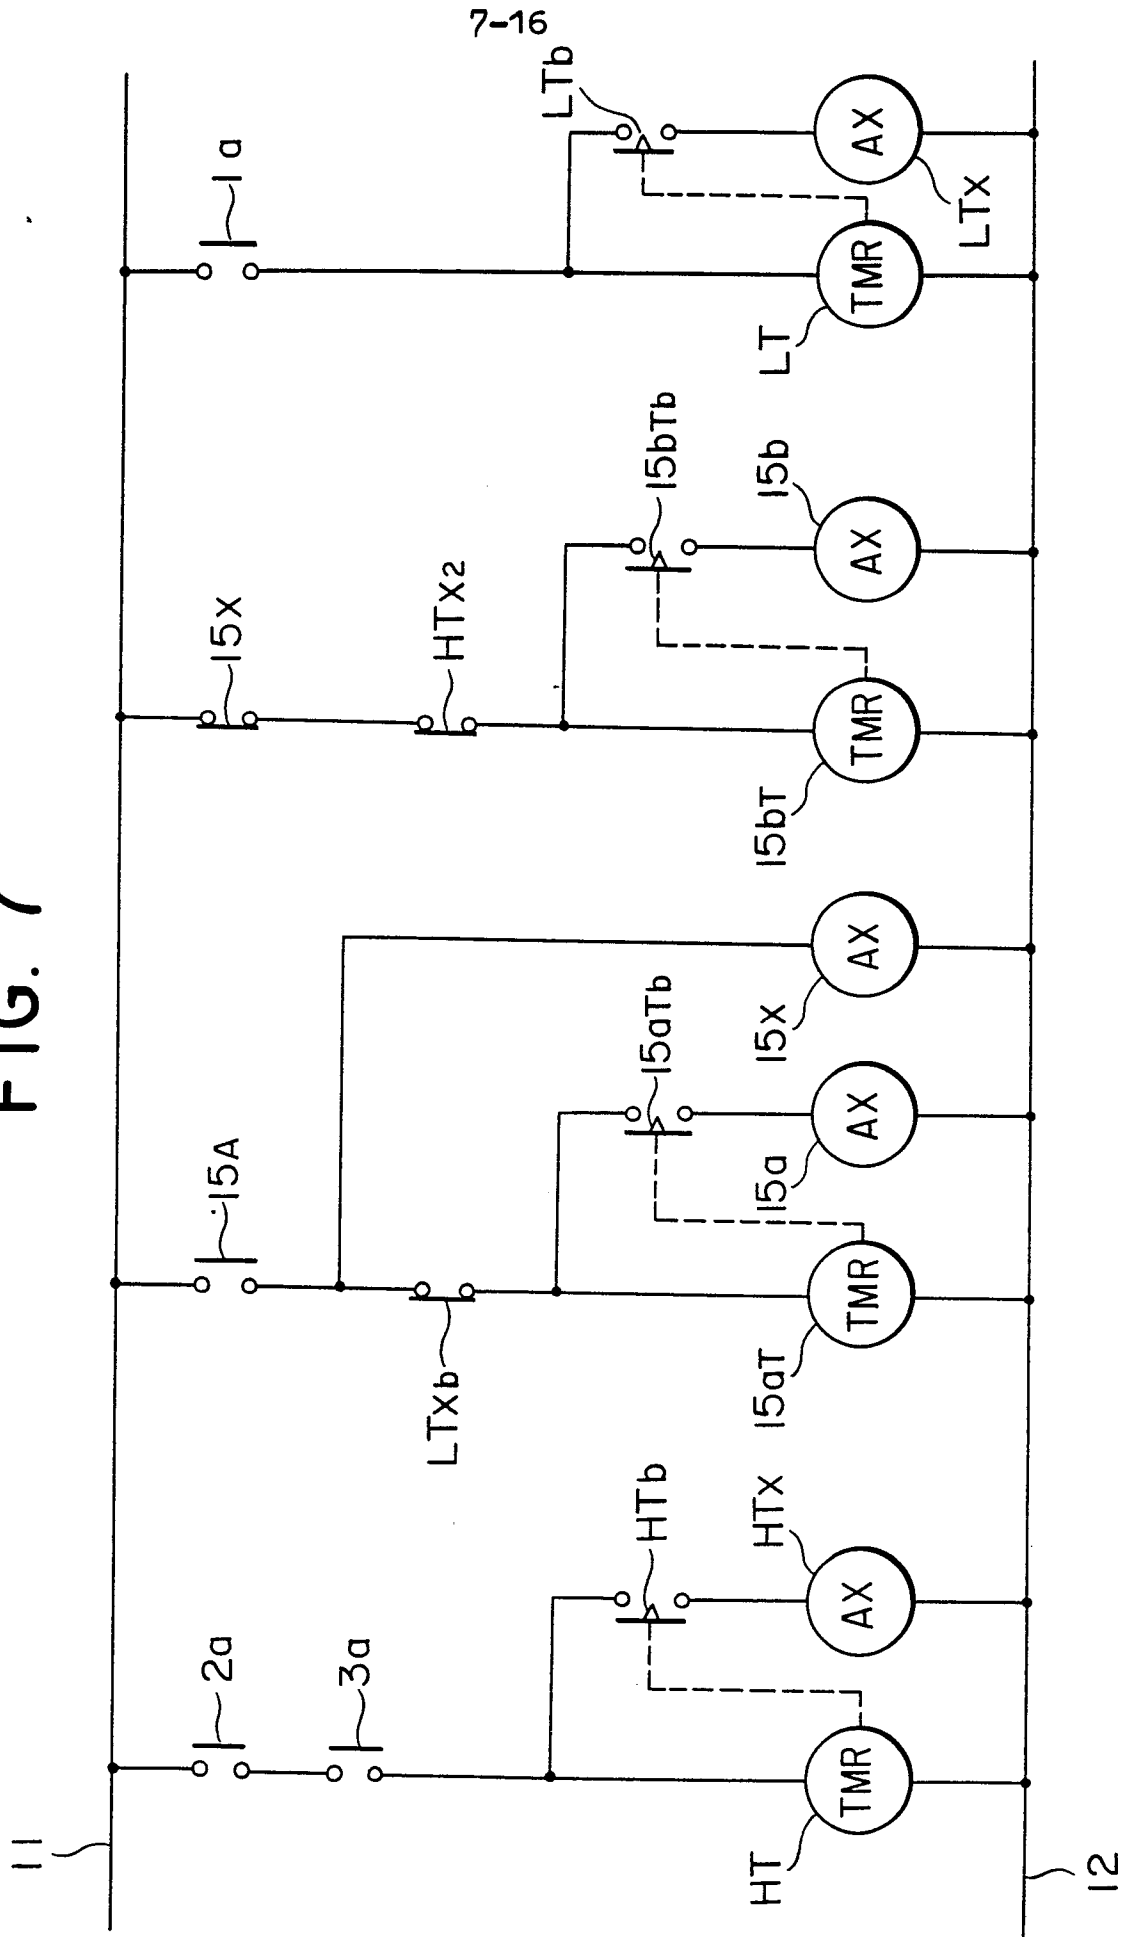 7-16
FIG. 7
11
2a
3a
HTb
HT
TMR
HTX
AX
15A
LTXb
15aTb
15aT
TMR
15a
AX
15X
AX
15X
HTX2
15bTb
15bT
TMR
15b
AX
1a
LTb
LT
TMR
LTX
AX
12